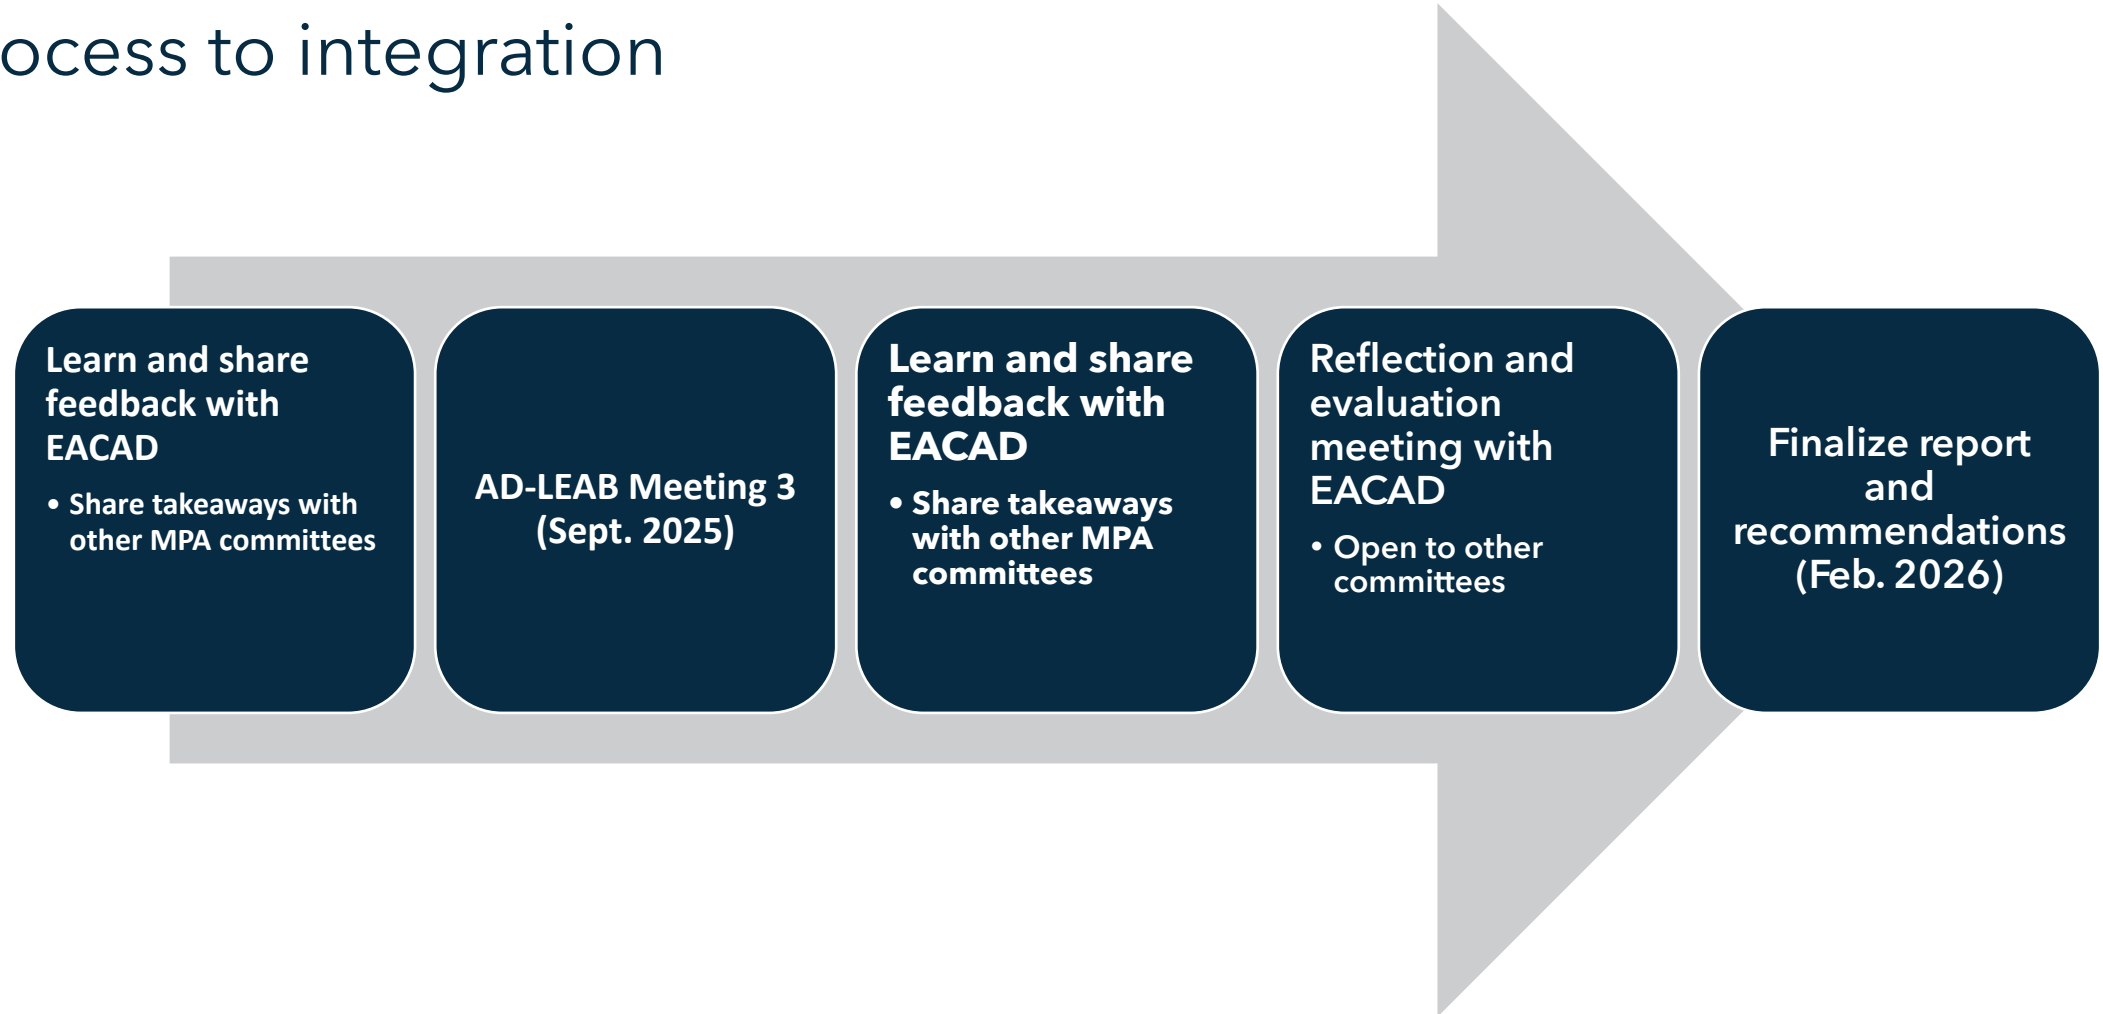 ocess to integration
Learn and share
feedback with
EACAD
• Share takeaways with
other MPA committees
AD-LEAB Meeting 3
(Sept. 2025)
Learn and share
feedback with
EACAD
• Share takeaways
with other MPA
committees
Reflection and
evaluation
meeting with
EACAD
• Open to other
committees
Finalize report
and
recommendations
(Feb. 2026)